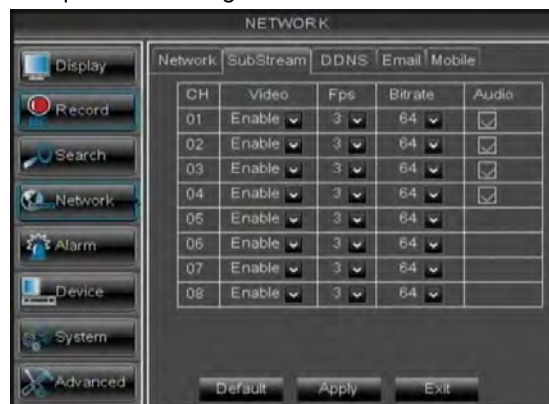 NETWORK
Display
Record
Search
Network
Alarm
Device
System
Advanced
Network SubStream DDNS Email Mobile
CH Video Fps Bitrate Audio
01 Enable 3 64
02 Enable 3 64
03 Enable 3 64
04 Enable 3 64
05 Enable 3 64
06 Enable 3 64
07 Enable 3 64
08 Enable 3 64
Default Apply Exit